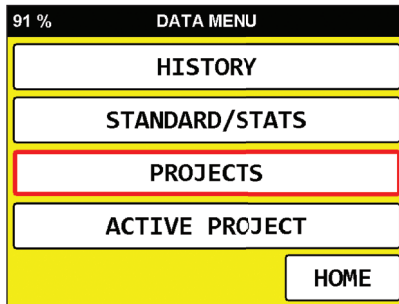 91 % DATA MENU
HISTORY
STANDARD/STATS
PROJECTS
ACTIVE PROJECT
HOME